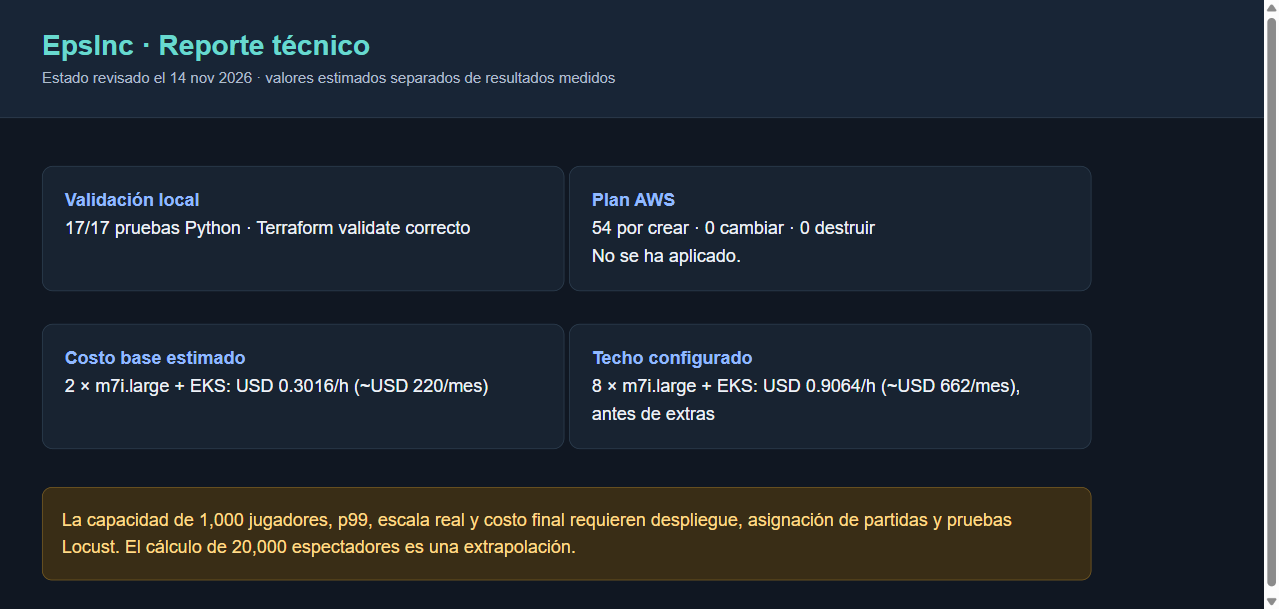 EpsInc · Reporte técnico
Estado revisado el 14 nov 2026 · valores estimados separados de resultados medidos
Validación local
17/17 pruebas Python · Terraform validate correcto
Plan AWS
54 por crear · 0 cambiar · 0 destruir
No se ha aplicado.
Costo base estimado
2 × m7i.large + EKS: USD 0.3016/h (~USD 220/mes)
Techo configurado
8 × m7i.large + EKS: USD 0.9064/h (~USD 662/mes),
antes de extras
La capacidad de 1,000 jugadores, p99, escala real y costo final requieren despliegue, asignación de partidas y pruebas
Locust. El cálculo de 20,000 espectadores es una extrapolación.